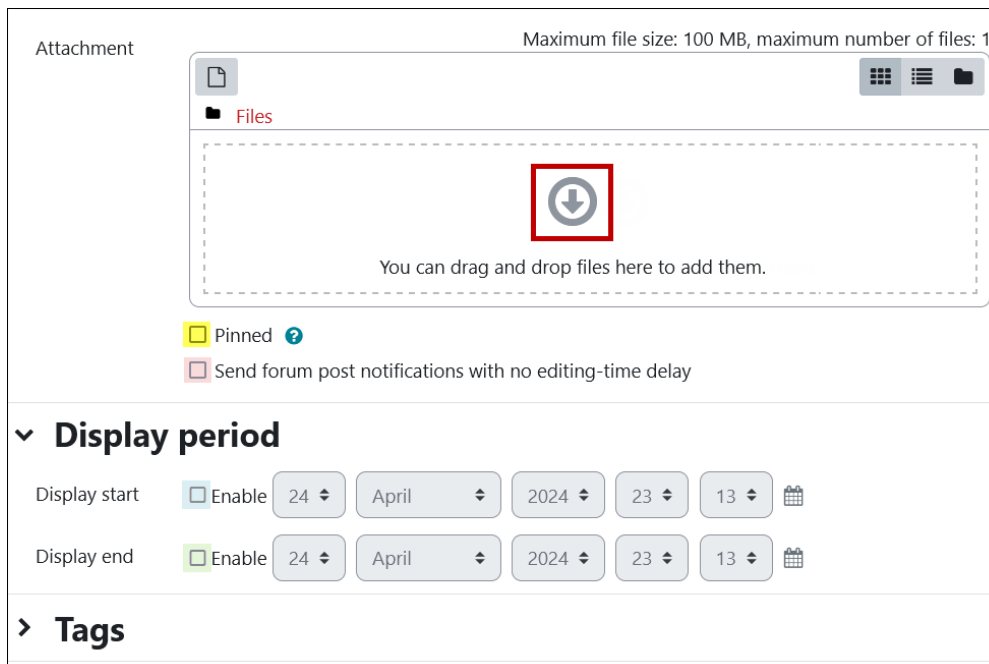 Attachment
Maximum file size: 100 MB, maximum number of files: 1
Files
You can drag and drop files here to add them.
Pinned ?
Send forum post notifications with no editing-time delay
Display period
Display start Enable 24 April 2024 23 13
Display end Enable 24 April 2024 23 13
Tags